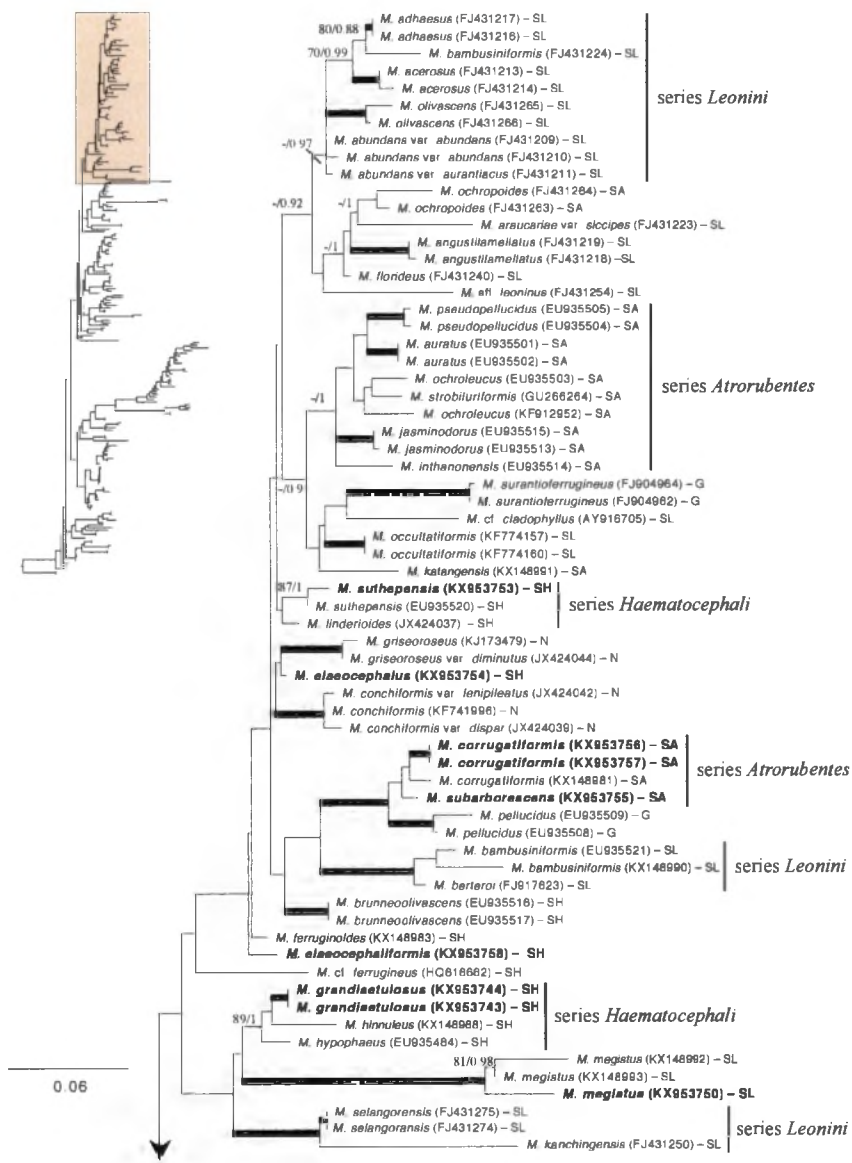 80/0.88
M. adhaesus (FJ431217) – SL
M. adhaesus (FJ431216) – SL
70/0.99
M. bambusiniformis (FJ431224) – SL
M. acerosus (FJ431213) – SL
M. acerosus (FJ431214) – SL
series Leonini
M. olivascens (FJ431265) – SL
M. olivascens (FJ431266) – SL
M. abundans var abundans (FJ431209) – SL
-/0 97
M. abundans var abundans (FJ431210) – SL
M. abundans var aurantiacus (FJ431211) – SL
M. ochropoides (FJ431264) – SA
-/0.92
-/1
M. ochropoides (FJ431263) – SA
M. araucariae var siccipes (FJ431223) – SL
M. angustilamellatus (FJ431219) – SL
-/1
M. angustilamellatus (FJ431218) – SL
M. florideus (FJ431240) – SL
M. aff leoninus (FJ431254) – SL
M. pseudopellucidus (EU935505) – SA
M. pseudopellucidus (EU935504) – SA
M. auratus (EU935501) – SA
M. auratus (EU935502) – SA
M. ochroleucus (EU935503) – SA
series Atrorubentes
-/1
M. strobiluriformis (GU266264) – SA
M. ochroleucus (KF912952) – SA
M. jasminodorus (EU935515) – SA
M. jasminodorus (EU935513) – SA
M. inthanonensis (EU935514) – SA
-/0.9
M. aurantioferrugineus (FJ904964) – G
M. aurantioferrugineus (FJ904962) – G
M. cf cladophyllus (AY916705) – SL
M. occultatiformis (KF774157) – SL
M. occultatiformis (KF774160) – SL
M. katangensis (KX148991) – SA
87/1
M. suthepensis (KX953753) – SH
M. suthepensis (EU935520) – SH
series Haematocephali
M. linderioides (JX424037) – SH
M. griseoroseus (KJ173479) – N
M. griseoroseus var diminutus (JX424044) – N
M. elaeocephalus (KX953754) – SH
M. conchiformis var tenipileatus (JX424042) – N
M. conchiformis (KF741996) – N
M. conchiformis var dispar (JX424039) – N
M. corrugatiformis (KX953756) – SA
M. corrugatiformis (KX953757) – SA
series Atrorubentes
M. corrugatiformis (KX148981) – SA
M. subarborescens (KX953755) – SA
M. pellucidus (EU935509) – G
M. pellucidus (EU935508) – G
M. bambusiniformis (EU935521) – SL
M. bambusiniformis (KX148990) – SL
series Leonini
M. berteroi (FJ917623) – SL
M. brunneoolivascens (EU935516) – SH
M. brunneoolivascens (EU935517) – SH
M. ferruginoides (KX148983) – SH
M. elaeocephaliformis (KX953758) – SH
M. cf ferrugineus (HQ616662) – SH
M. grandisetulosus (KX953744) – SH
M. grandisetulosus (KX953743) – SH
series Haematocephali
89/1
M. hinnuleus (KX148988) – SH
M. hypophaeus (EU935484) – SH
81/0 98
M. megistus (KX148992) – SL
M. megistus (KX148993) – SL
0.06
M. megistus (KX953750) – SL
M. selangorensis (FJ431275) – SL
M. selangorensis (FJ431274) – SL
series Leonini
M. kanchingensis (FJ431250) – SL